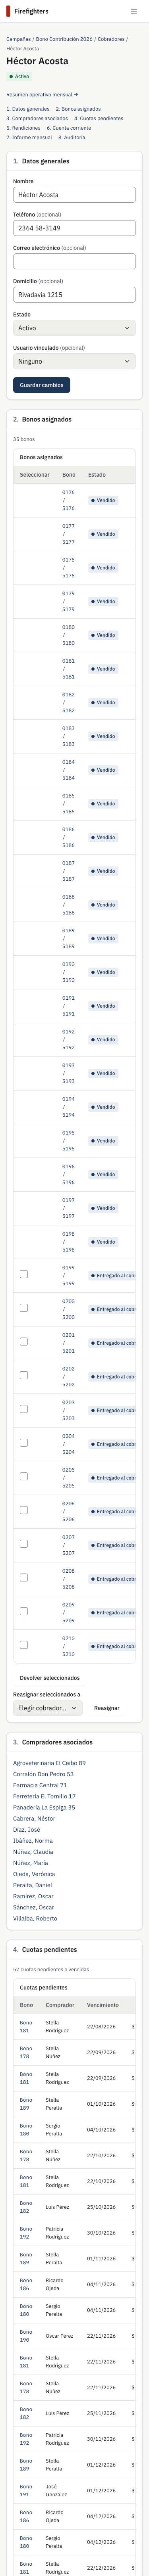 Firefighters
Campañas / Bono Contribución 2026 / Cobradores /
Héctor Acosta
Héctor Acosta
Activo
Resumen operativo mensual →
1. Datos generales 2. Bonos asignados
3. Compradores asociados 4. Cuotas pendientes
5. Rendiciones 6. Cuenta corriente
7. Informe mensual 8. Auditoría
1. Datos generales
Nombre
Héctor Acosta
Teléfono (opcional)
2364 58-3149
Correo electrónico (opcional)
Domicilio (opcional)
Rivadavia 1215
Estado
Activo
Usuario vinculado (opcional)
Ninguno
Guardar cambios
2. Bonos asignados
35 bonos
Bonos asignados
Seleccionar Bono Estado
0176
/ Vendido
5176
0177
/ Vendido
5177
0178
/ Vendido
5178
0179
/ Vendido
5179
0180
/ Vendido
5180
0181
/ Vendido
5181
0182
/ Vendido
5182
0183
/ Vendido
5183
0184
/ Vendido
5184
0185
/ Vendido
5185
0186
/ Vendido
5186
0187
/ Vendido
5187
0188
/ Vendido
5188
0189
/ Vendido
5189
0190
/ Vendido
5190
0191
/ Vendido
5191
0192
/ Vendido
5192
0193
/ Vendido
5193
0194
/ Vendido
5194
0195
/ Vendido
5195
0196
/ Vendido
5196
0197
/ Vendido
5197
0198
/ Vendido
5198
0199
/ Entregado al cobr
5199
0200
/ Entregado al cobr
5200
0201
/ Entregado al cobr
5201
0202
/ Entregado al cobr
5202
0203
/ Entregado al cobr
5203
0204
/ Entregado al cobr
5204
0205
/ Entregado al cobr
5205
0206
/ Entregado al cobr
5206
0207
/ Entregado al cobr
5207
0208
/ Entregado al cobr
5208
0209
/ Entregado al cobr
5209
0210
/ Entregado al cobr
5210
Devolver seleccionados
Reasignar seleccionados a
Elegir cobrador... Reasignar
3. Compradores asociados
Agroveterinaria El Ceibo 89
Corralón Don Pedro 53
Farmacia Central 71
Ferretería El Tornillo 17
Panadería La Espiga 35
Cabrera, Néstor
Díaz, José
Ibáñez, Norma
Núñez, Claudia
Núñez, María
Ojeda, Verónica
Peralta, Daniel
Ramírez, Oscar
Sánchez, Oscar
Villalba, Roberto
4. Cuotas pendientes
57 cuotas pendientes o vencidas
Cuotas pendientes
Bono Comprador Vencimiento
Bono 181 Stella Rodríguez 22/08/2026 $
Bono 178 Stella Núñez 22/09/2026 $
Bono 181 Stella Rodríguez 22/09/2026 $
Bono 189 Stella Peralta 01/10/2026 $
Bono 180 Sergio Peralta 04/10/2026 $
Bono 178 Stella Núñez 22/10/2026 $
Bono 181 Stella Rodríguez 22/10/2026 $
Bono 182 Luis Pérez 25/10/2026 $
Bono 192 Patricia Rodríguez 30/10/2026 $
Bono 189 Stella Peralta 01/11/2026 $
Bono 186 Ricardo Ojeda 04/11/2026 $
Bono 180 Sergio Peralta 04/11/2026 $
Bono 190 Oscar Pérez 22/11/2026 $
Bono 181 Stella Rodríguez 22/11/2026 $
Bono 178 Stella Núñez 22/11/2026 $
Bono 182 Luis Pérez 25/11/2026 $
Bono 192 Patricia Rodríguez 30/11/2026 $
Bono 189 Stella Peralta 01/12/2026 $
Bono 191 José González 01/12/2026 $
Bono 186 Ricardo Ojeda 04/12/2026 $
Bono 180 Sergio Peralta 04/12/2026 $
Bono 181 Stella Rodríguez 22/12/2026 $